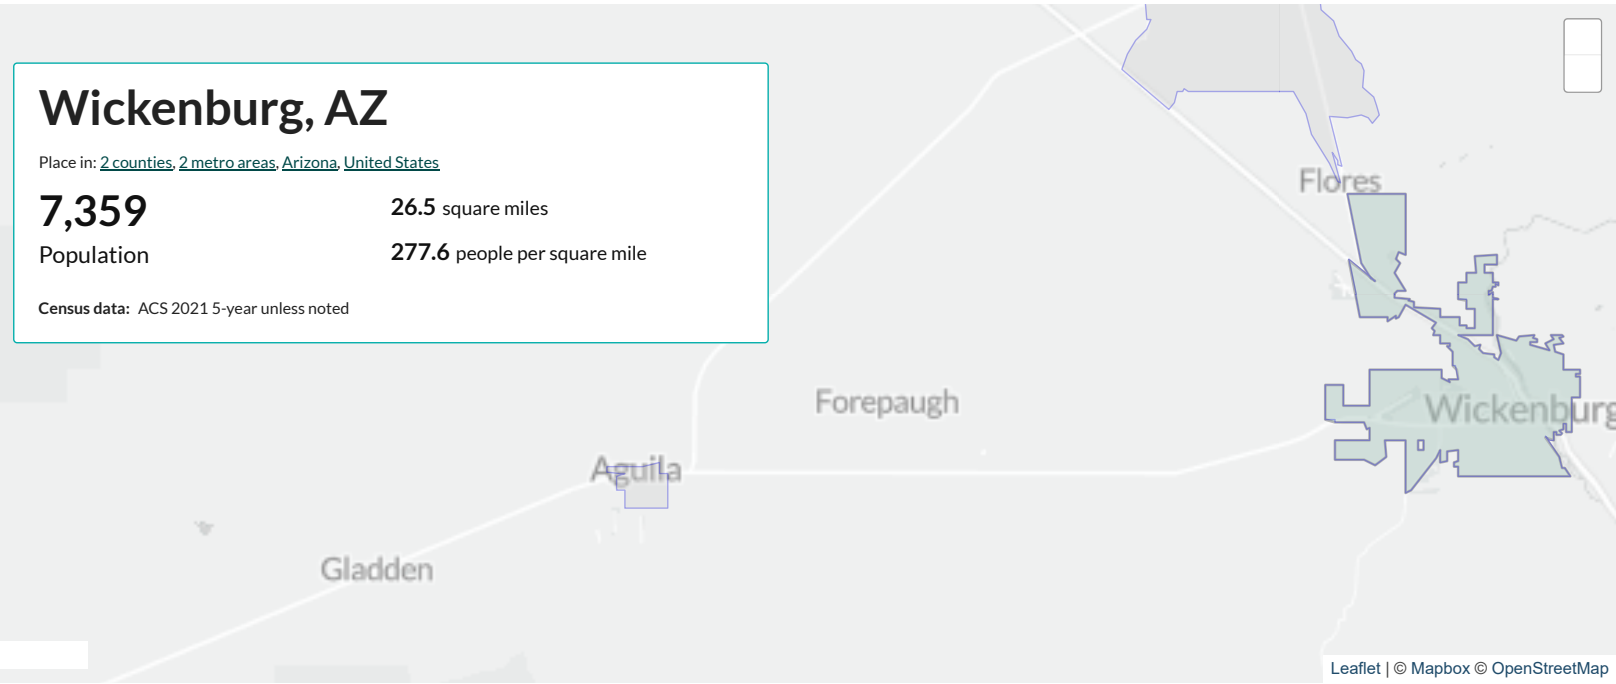 Wickenburg, AZ
Place in: 2 counties, 2 metro areas, Arizona, United States
7,359
Population
26.5 square miles
277.6 people per square mile
Census data: ACS 2021 5-year unless noted
Flores
Wickenburg
Forepaugh
Aguila
Gladden
Leaflet | © Mapbox © OpenStreetMap